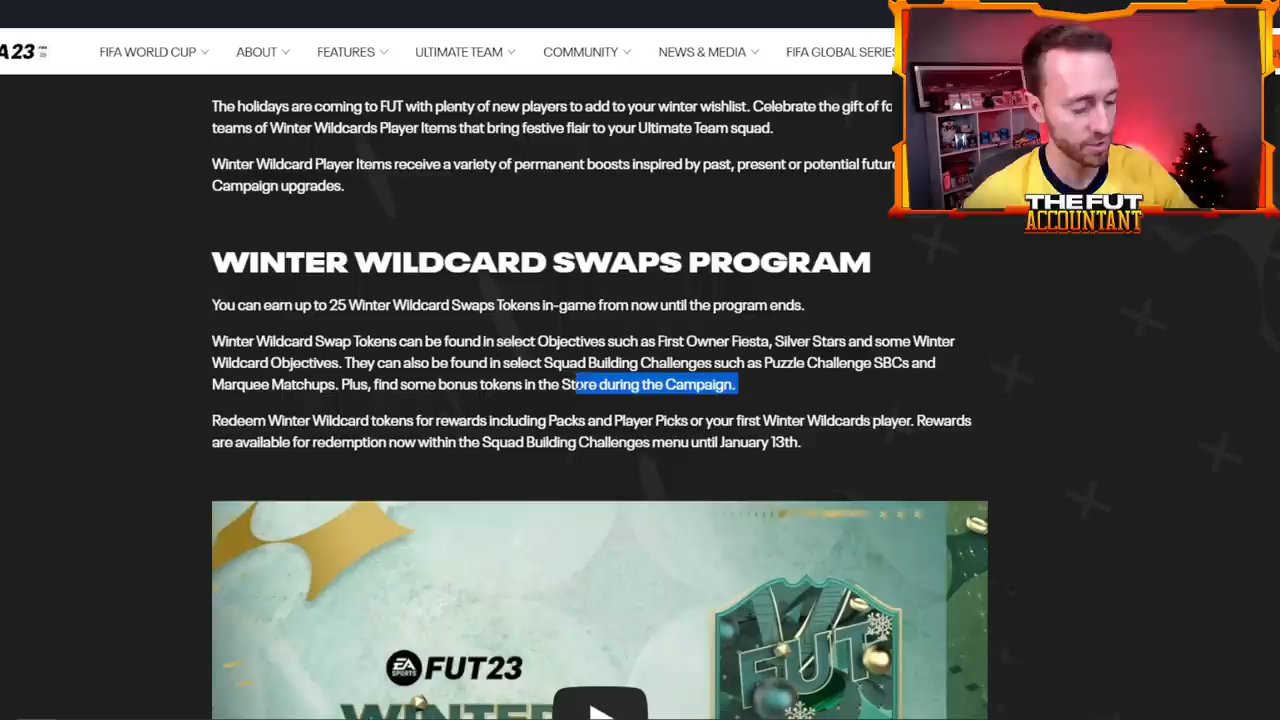 A 23
FIFA WORLD CUP
ABOUT
FEATURES
ULTIMATE TEAM
COMMUNITY
NEWS & MEDIA
FIFA GLOBAL SERIES
The holidays are coming to FUT with plenty of new players to add to your winter wishlist. Celebrate the gift of fo
teams of Winter Wildcards Player Items that bring festive flair to your Ultimate Team squad.
Winter Wildcard Player Items receive a variety of permanent boosts inspired by past, present or potential future
Campaign upgrades.
THE FUT
ACCOUNTANT
WINTER WILDCARD SWAPS PROGRAM
You can earn up to 25 Winter Wildcard Swaps Tokens in-game from now until the program ends.
Winter Wildcard Swap Tokens can be found in select Objectives such as First Owner Fiesta, Silver Stars and some Winter
Wildcard Objectives. They can also be found in select Squad Building Challenges such as Puzzle Challenge SBCs and
Marquee Matchups. Plus, find some bonus tokens in the Store during the Campaign.
Redeem Winter Wildcard tokens for rewards including Packs and Player Picks or your first Winter Wildcards player. Rewards
are available for redemption now within the Squad Building Challenges menu until January 13th.
EA SPORTS FUT23
WINTER
FUT